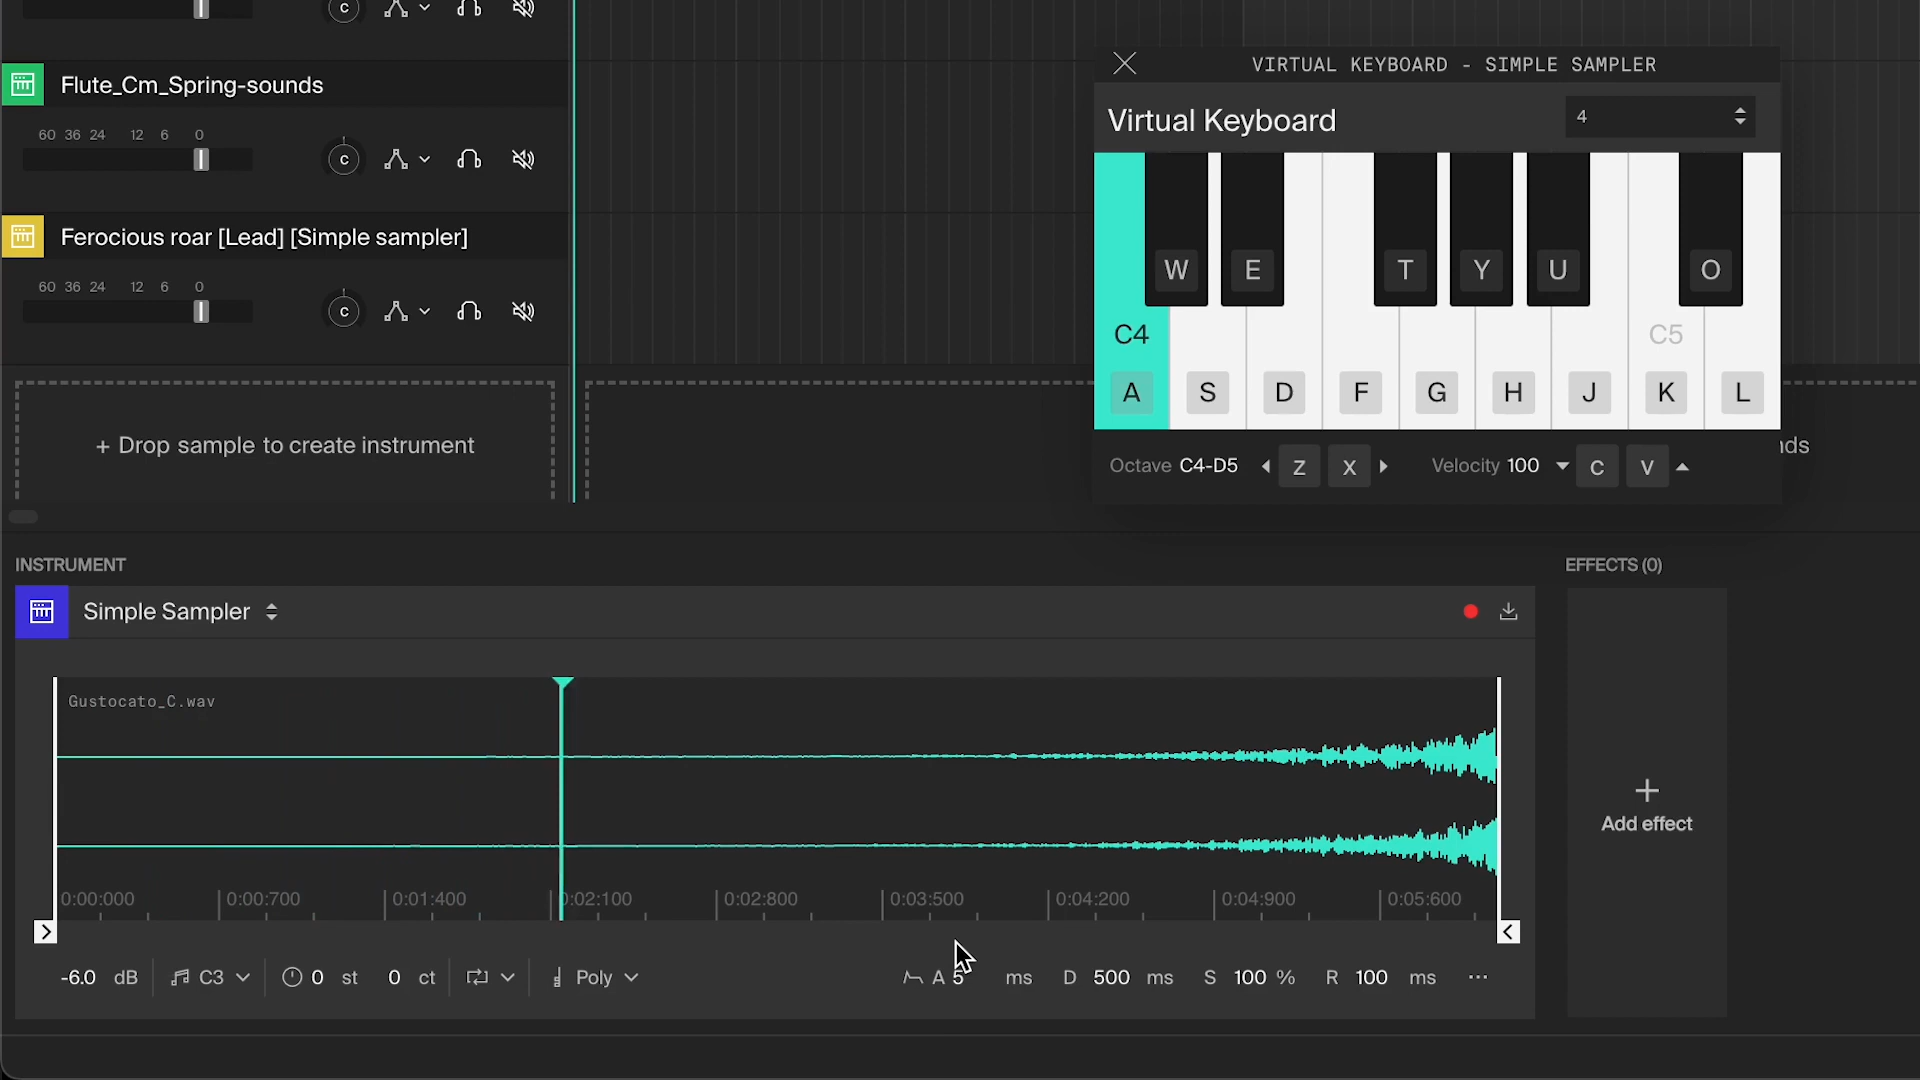 C
Flute_Cm_Spring-sounds
60 36 24 12 6 0
C
Ferocious roar [Lead] [Simple sampler]
60 36 24 12 6 0
C
+ Drop sample to create instrument
VIRTUAL KEYBOARD - SIMPLE SAMPLER
Virtual Keyboard
4
W E T Y U O
C4 C5
A S D F G H J K L
Octave C4-D5 Z X Velocity 100 C V
INSTRUMENT
Simple Sampler
Gustocato_C.wav
0:00:000 0:00:700 0:01:400 0:02:100 0:02:800 0:03:500 0:04:200 0:04:900 0:05:600
-6.0 dB C3 0 st 0 ct Poly A 5 ms D 500 ms S 100 % R 100 ms
EFFECTS (0)
+
Add effect